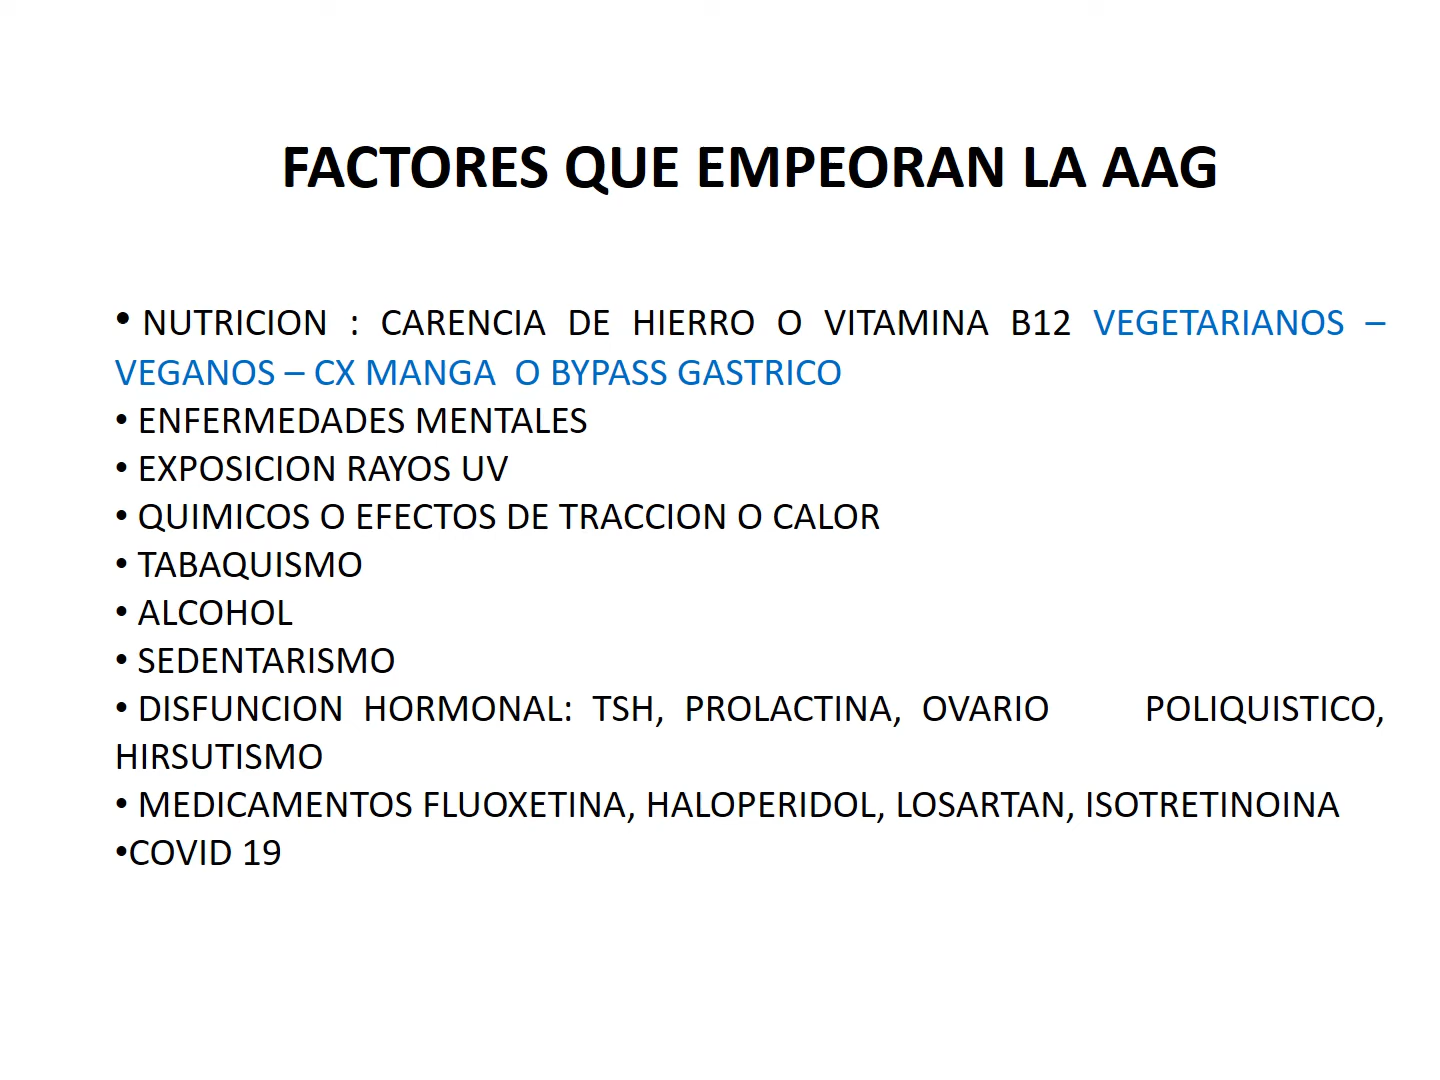 FACTORES QUE EMPEORAN LA AAG
• NUTRICION : CARENCIA DE HIERRO O VITAMINA B12 VEGETARIANOS –
VEGANOS – CX MANGA O BYPASS GASTRICO
• ENFERMEDADES MENTALES
• EXPOSICION RAYOS UV
• QUIMICOS O EFECTOS DE TRACCION O CALOR
• TABAQUISMO
• ALCOHOL
• SEDENTARISMO
• DISFUNCION HORMONAL: TSH, PROLACTINA, OVARIO POLIQUISTICO,
HIRSUTISMO
• MEDICAMENTOS FLUOXETINA, HALOPERIDOL, LOSARTAN, ISOTRETINOINA
•COVID 19